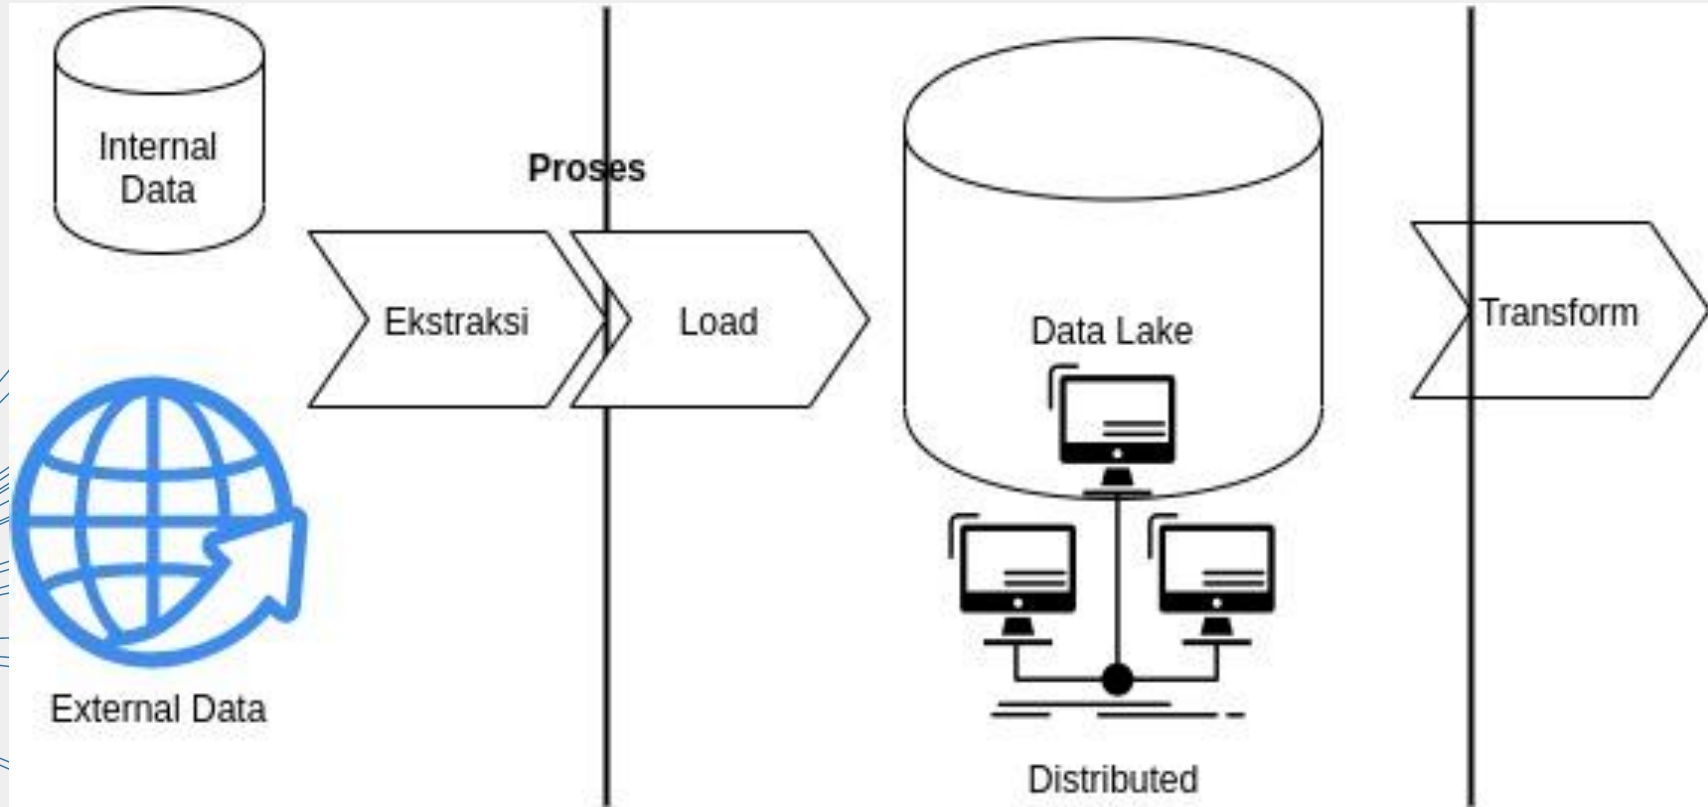 Internal
Data
Proses
Ekstraksi
Load
Data Lake
Transform
External Data
Distributed